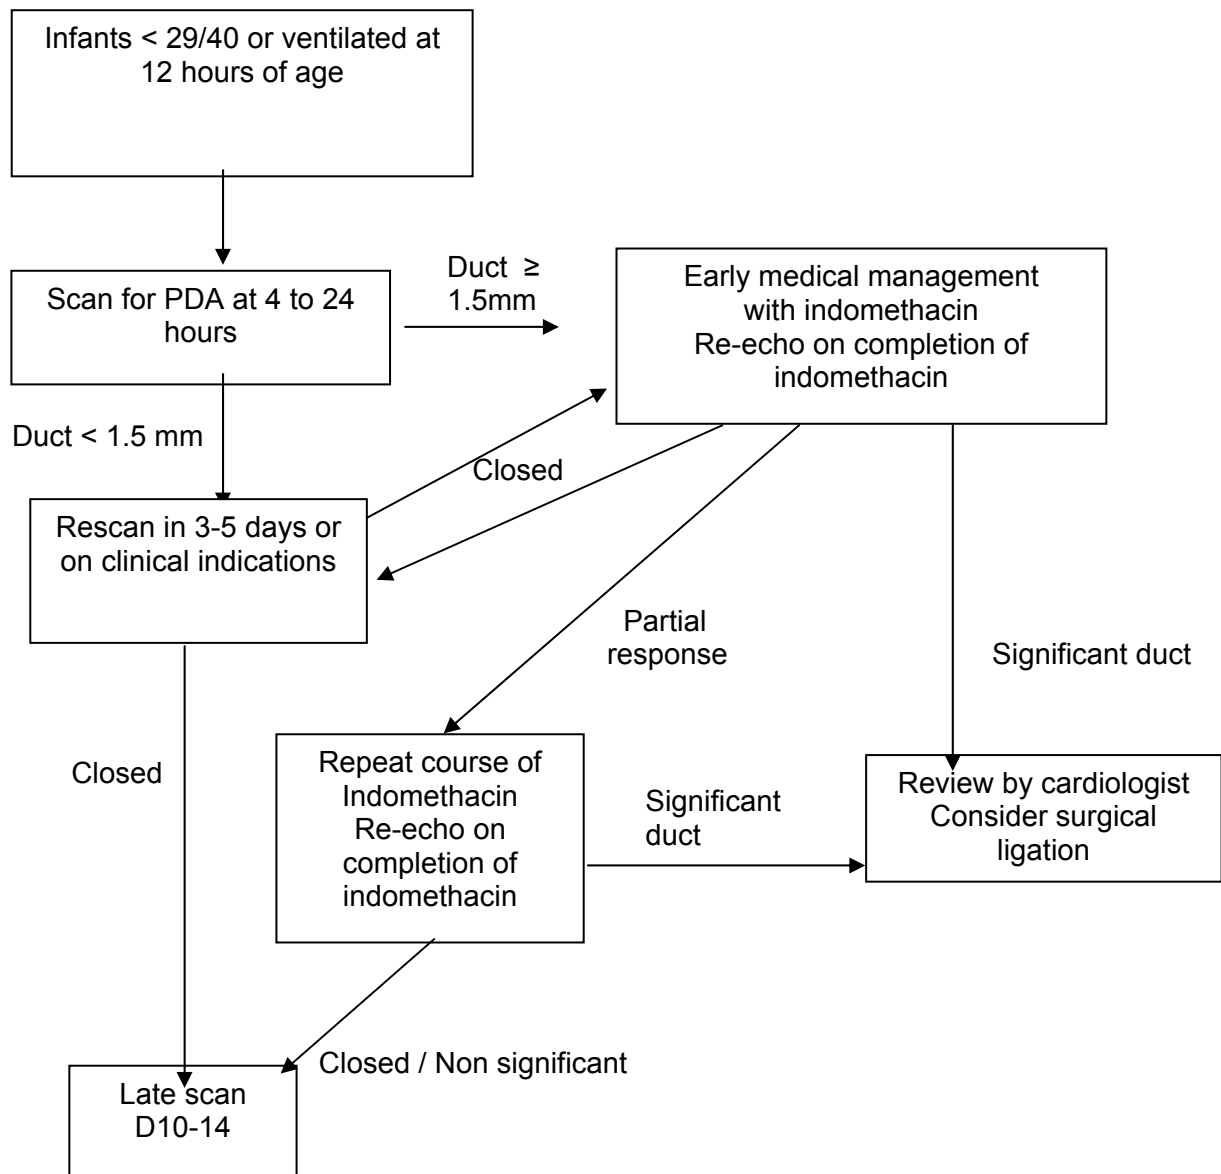 Infants < 29/40 or ventilated at
12 hours of age
Scan for PDA at 4 to 24
hours
Duct ≥
1.5mm
Early medical management
with indomethacin
Re-echo on completion of
indomethacin
Duct < 1.5 mm
Closed
Rescan in 3-5 days or
on clinical indications
Partial
response
Significant duct
Closed
Repeat course of
Indomethacin
Re-echo on
completion of
indomethacin
Significant
duct
Review by cardiologist
Consider surgical
ligation
Closed / Non significant
Late scan
D10-14